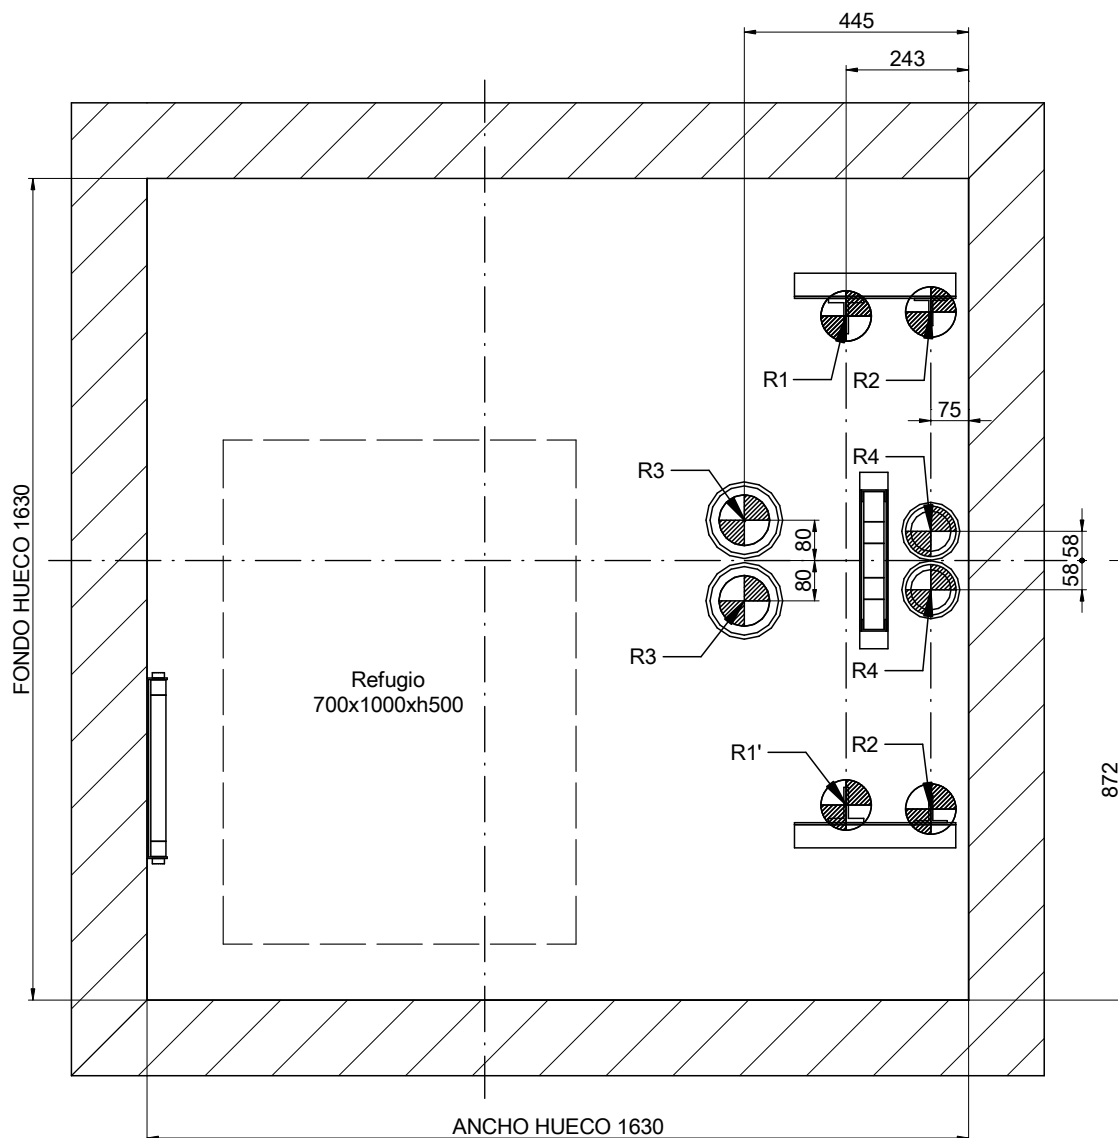 445
243
R1
R2
75
R3
R4
80
58
80
58
FONDO HUECO 1630
R3
R4
Refugio
700x1000xh500
R1'
R2
872
ANCHO HUECO 1630